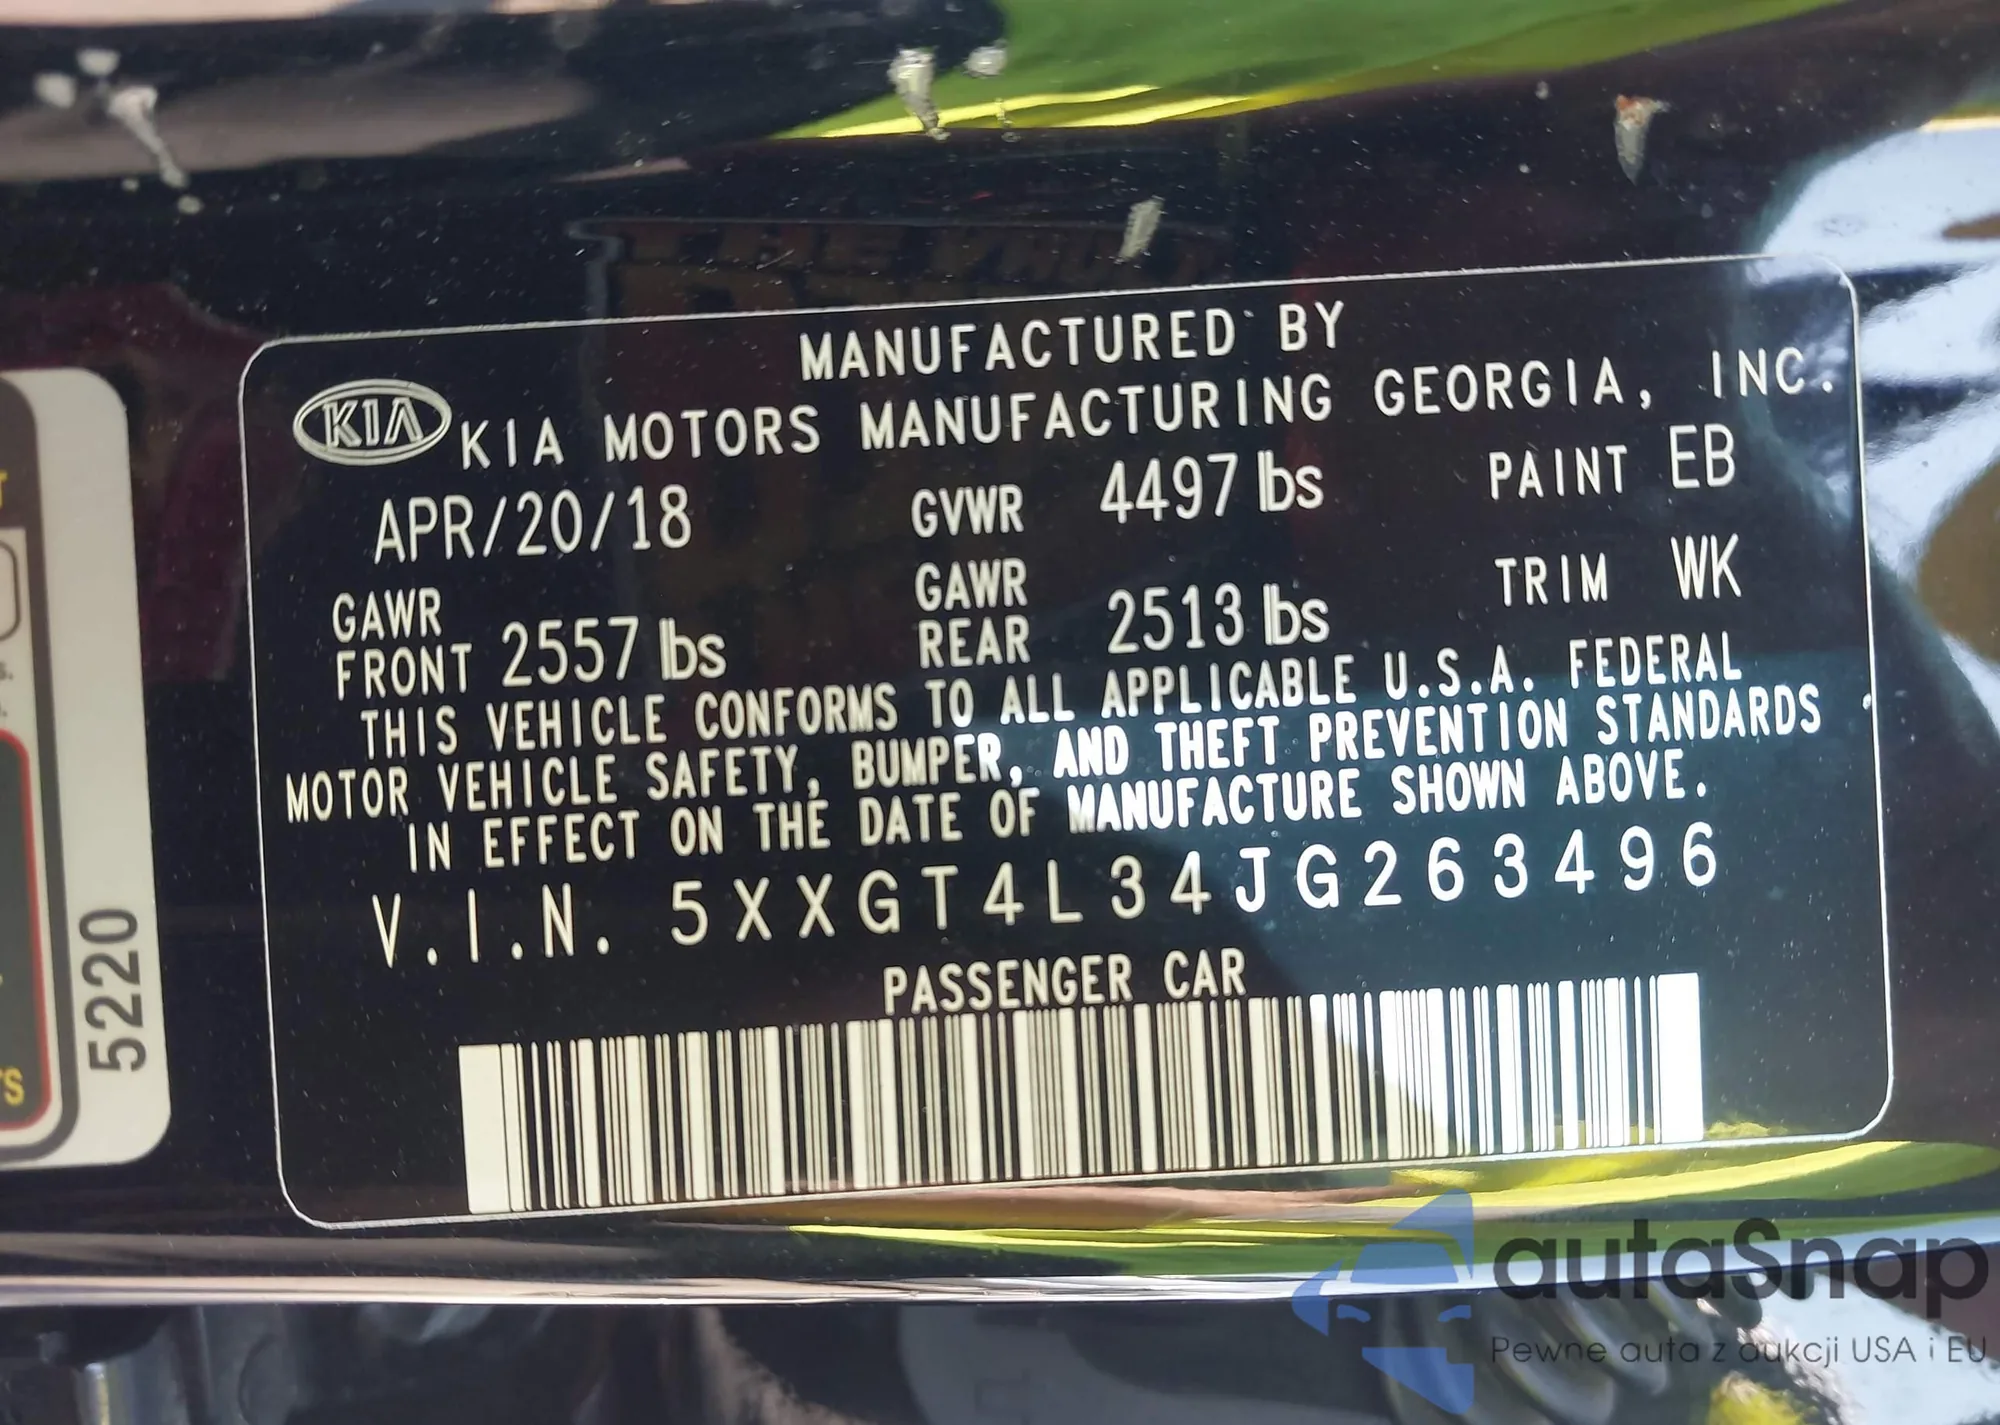 MANUFACTURED BY
KIA KIA MOTORS MANUFACTURING GEORGIA, INC.
APR/20/18 GVWR 4497 lbs PAINT EB
GAWR FRONT 2557 lbs GAWR REAR 2513 lbs TRIM WK
THIS VEHICLE CONFORMS TO ALL APPLICABLE U.S.A. FEDERAL
MOTOR VEHICLE SAFETY, BUMPER, AND THEFT PREVENTION STANDARDS
IN EFFECT ON THE DATE OF MANUFACTURE SHOWN ABOVE.
V.I.N. 5XXGT4L34JG263496
PASSENGER CAR
5220
autaSnap
Pewne auta z aukcji USA i EU